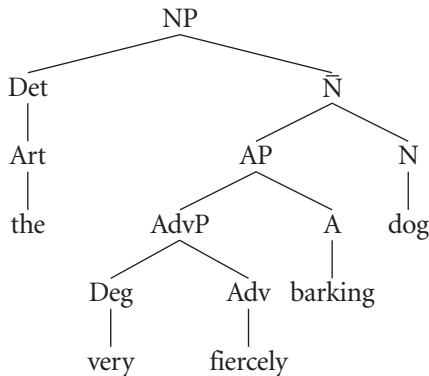 NP
Det N̄
Art AP N
the AdvP A dog
Deg Adv barking
very fiercely